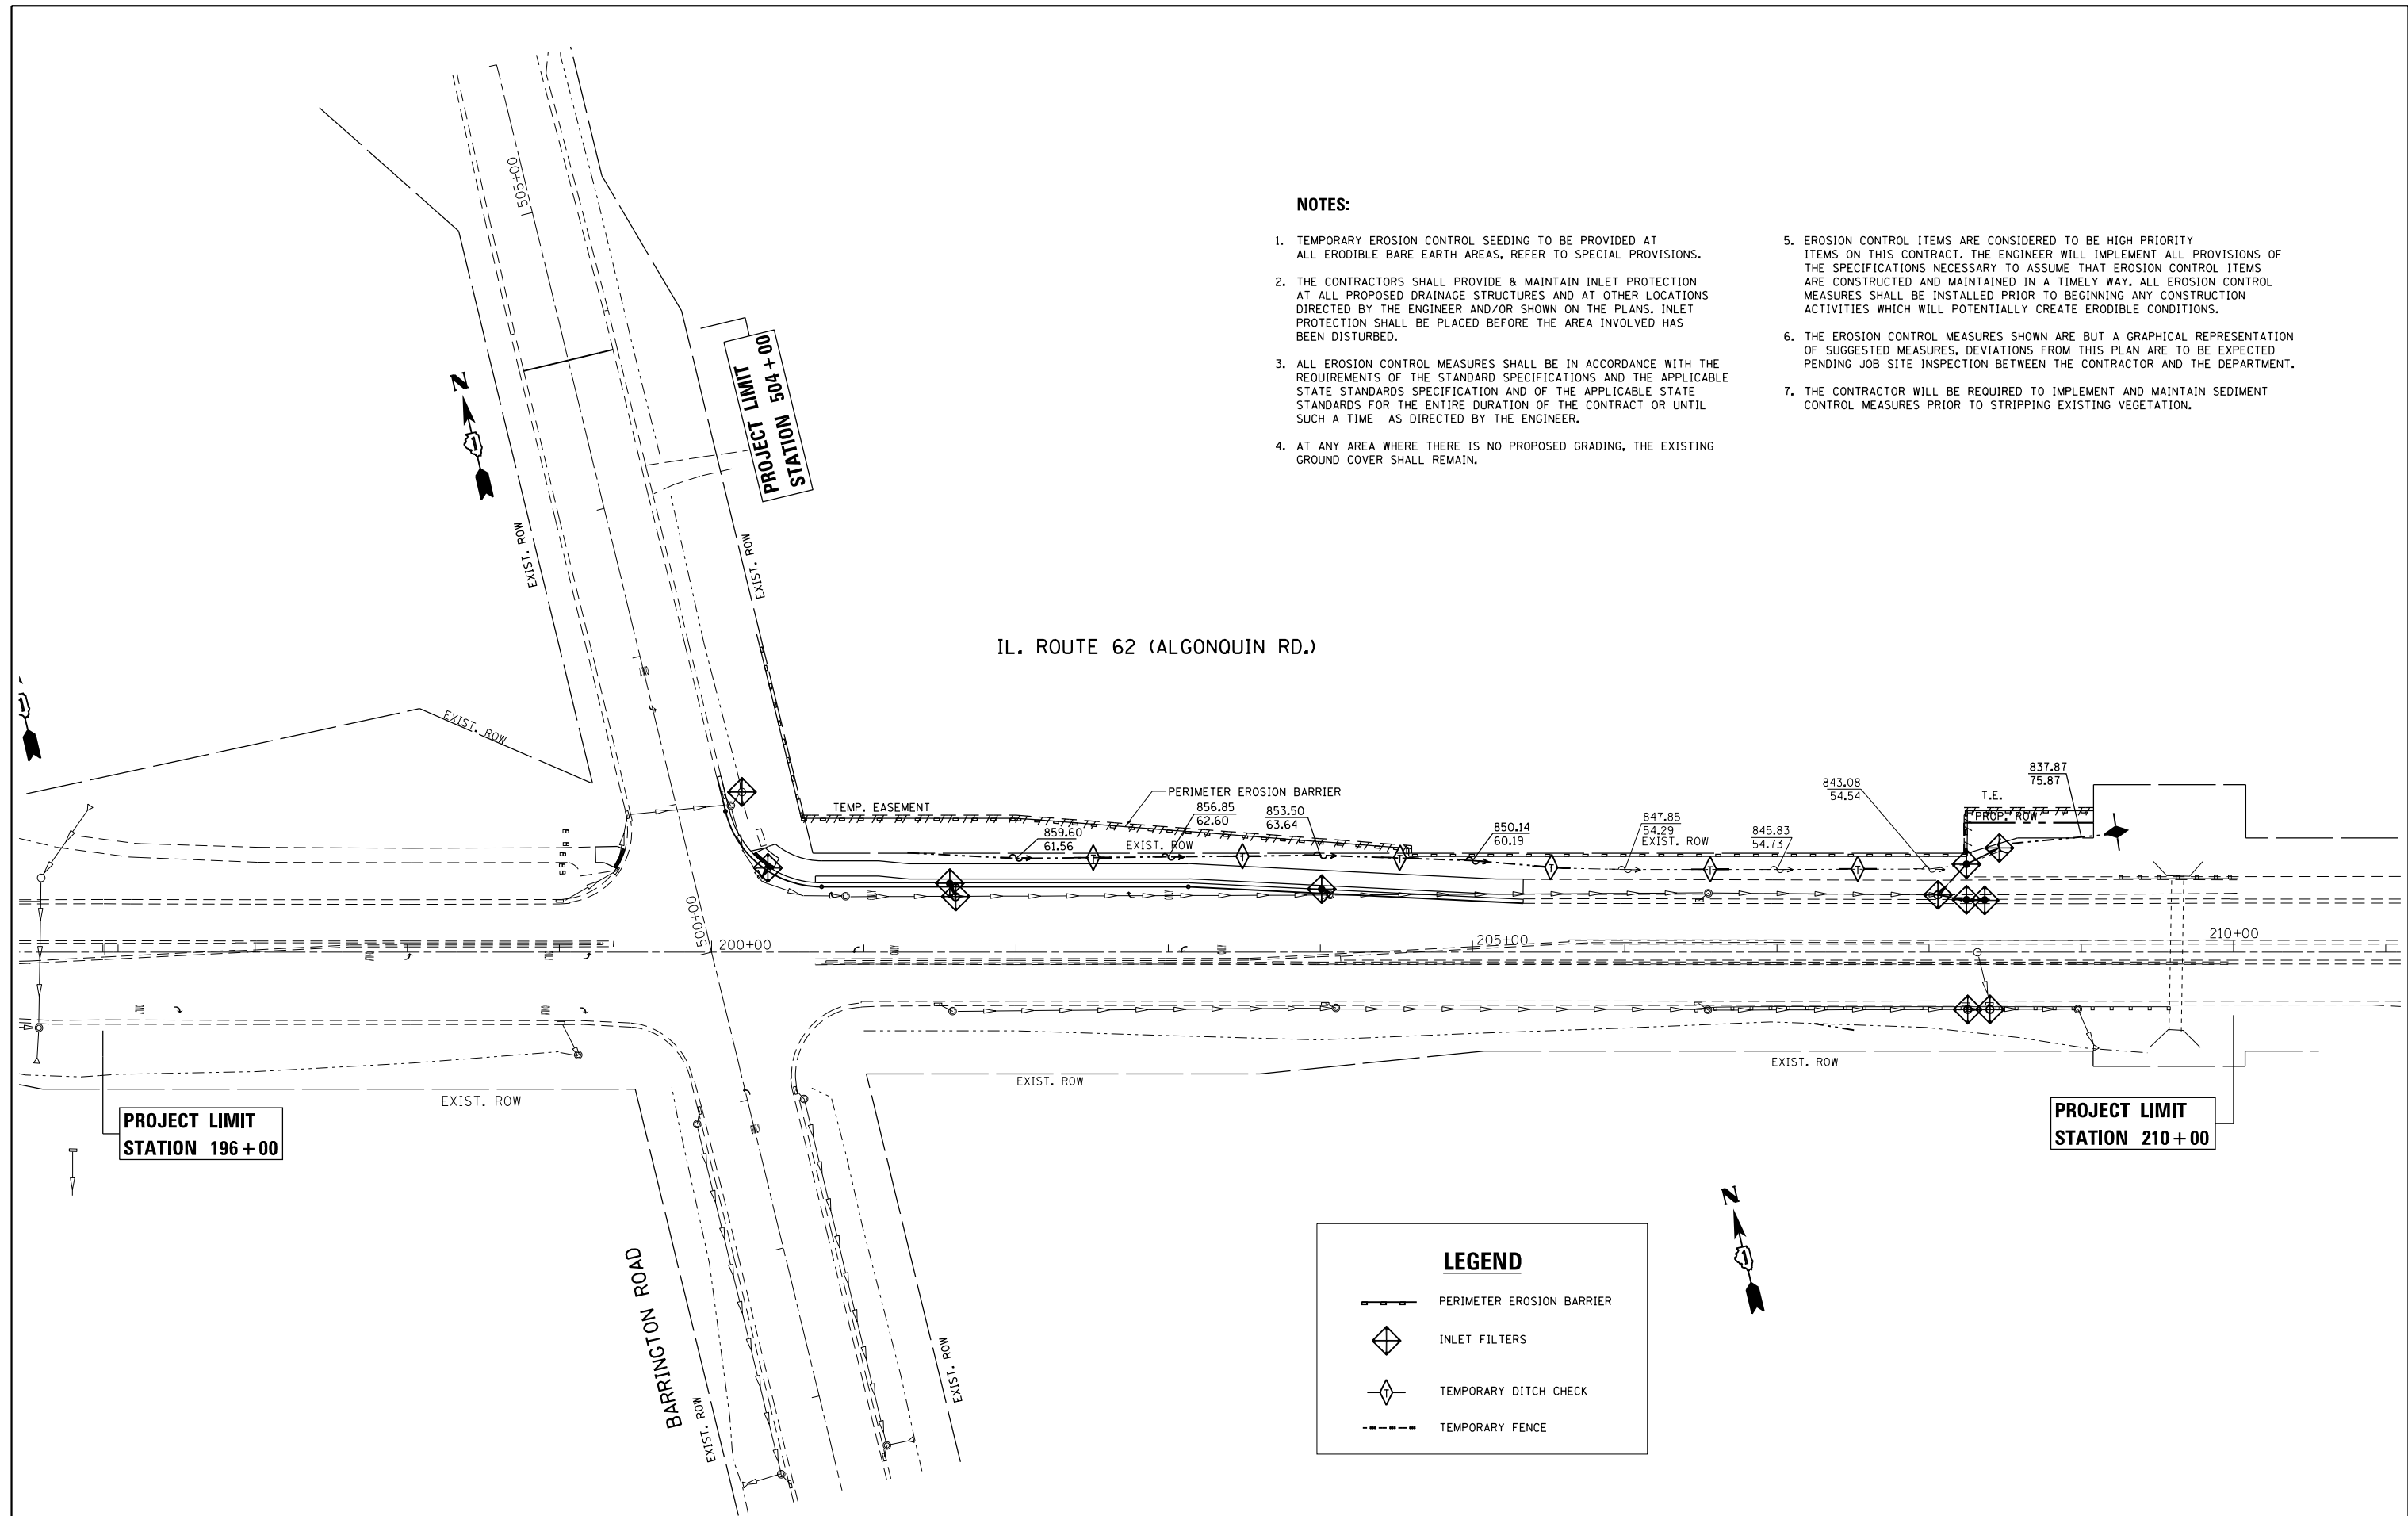 NOTES:
1. TEMPORARY EROSION CONTROL SEEDING TO BE PROVIDED AT
ALL ERODIBLE BARE EARTH AREAS, REFER TO SPECIAL PROVISIONS.
2. THE CONTRACTORS SHALL PROVIDE & MAINTAIN INLET PROTECTION
AT ALL PROPOSED DRAINAGE STRUCTURES AND AT OTHER LOCATIONS
DIRECTED BY THE ENGINEER AND/OR SHOWN ON THE PLANS. INLET
PROTECTION SHALL BE PLACED BEFORE THE AREA INVOLVED HAS
BEEN DISTURBED.
3. ALL EROSION CONTROL MEASURES SHALL BE IN ACCORDANCE WITH THE
REQUIREMENTS OF THE STANDARD SPECIFICATIONS AND THE APPLICABLE
STATE STANDARDS SPECIFICATION AND OF THE APPLICABLE STATE
STANDARDS FOR THE ENTIRE DURATION OF THE CONTRACT OR UNTIL
SUCH A TIME AS DIRECTED BY THE ENGINEER.
4. AT ANY AREA WHERE THERE IS NO PROPOSED GRADING, THE EXISTING
GROUND COVER SHALL REMAIN.
5. EROSION CONTROL ITEMS ARE CONSIDERED TO BE HIGH PRIORITY
ITEMS ON THIS CONTRACT. THE ENGINEER WILL IMPLEMENT ALL PROVISIONS OF
THE SPECIFICATIONS NECESSARY TO ASSUME THAT EROSION CONTROL ITEMS
ARE CONSTRUCTED AND MAINTAINED IN A TIMELY WAY. ALL EROSION CONTROL
MEASURES SHALL BE INSTALLED PRIOR TO BEGINNING ANY CONSTRUCTION
ACTIVITIES WHICH WILL POTENTIALLY CREATE ERODIBLE CONDITIONS.
6. THE EROSION CONTROL MEASURES SHOWN ARE BUT A GRAPHICAL REPRESENTATION
OF SUGGESTED MEASURES, DEVIATIONS FROM THIS PLAN ARE TO BE EXPECTED
PENDING JOB SITE INSPECTION BETWEEN THE CONTRACTOR AND THE DEPARTMENT.
7. THE CONTRACTOR WILL BE REQUIRED TO IMPLEMENT AND MAINTAIN SEDIMENT
CONTROL MEASURES PRIOR TO STRIPPING EXISTING VEGETATION.
505+00
PROJECT LIMIT
STATION 504+00
N
EXIST. ROW
EXIST. ROW
IL. ROUTE 62 (ALGONQUIN RD.)
EXIST. ROW
TEMP. EASEMENT
PERIMETER EROSION BARRIER
859.60
61.56
856.85
62.60
EXIST. ROW
853.50
63.64
850.14
60.19
847.85
54.29
EXIST. ROW
845.83
54.73
843.08
54.54
837.87
75.87
T.E.
PROP. ROW
500+00
200+00
205+00
210+00
EXIST. ROW
EXIST. ROW
EXIST. ROW
PROJECT LIMIT
STATION 196+00
PROJECT LIMIT
STATION 210+00
BARRINGTON ROAD
EXIST. ROW
EXIST. ROW
N
LEGEND
PERIMETER EROSION BARRIER
INLET FILTERS
T TEMPORARY DITCH CHECK
TEMPORARY FENCE